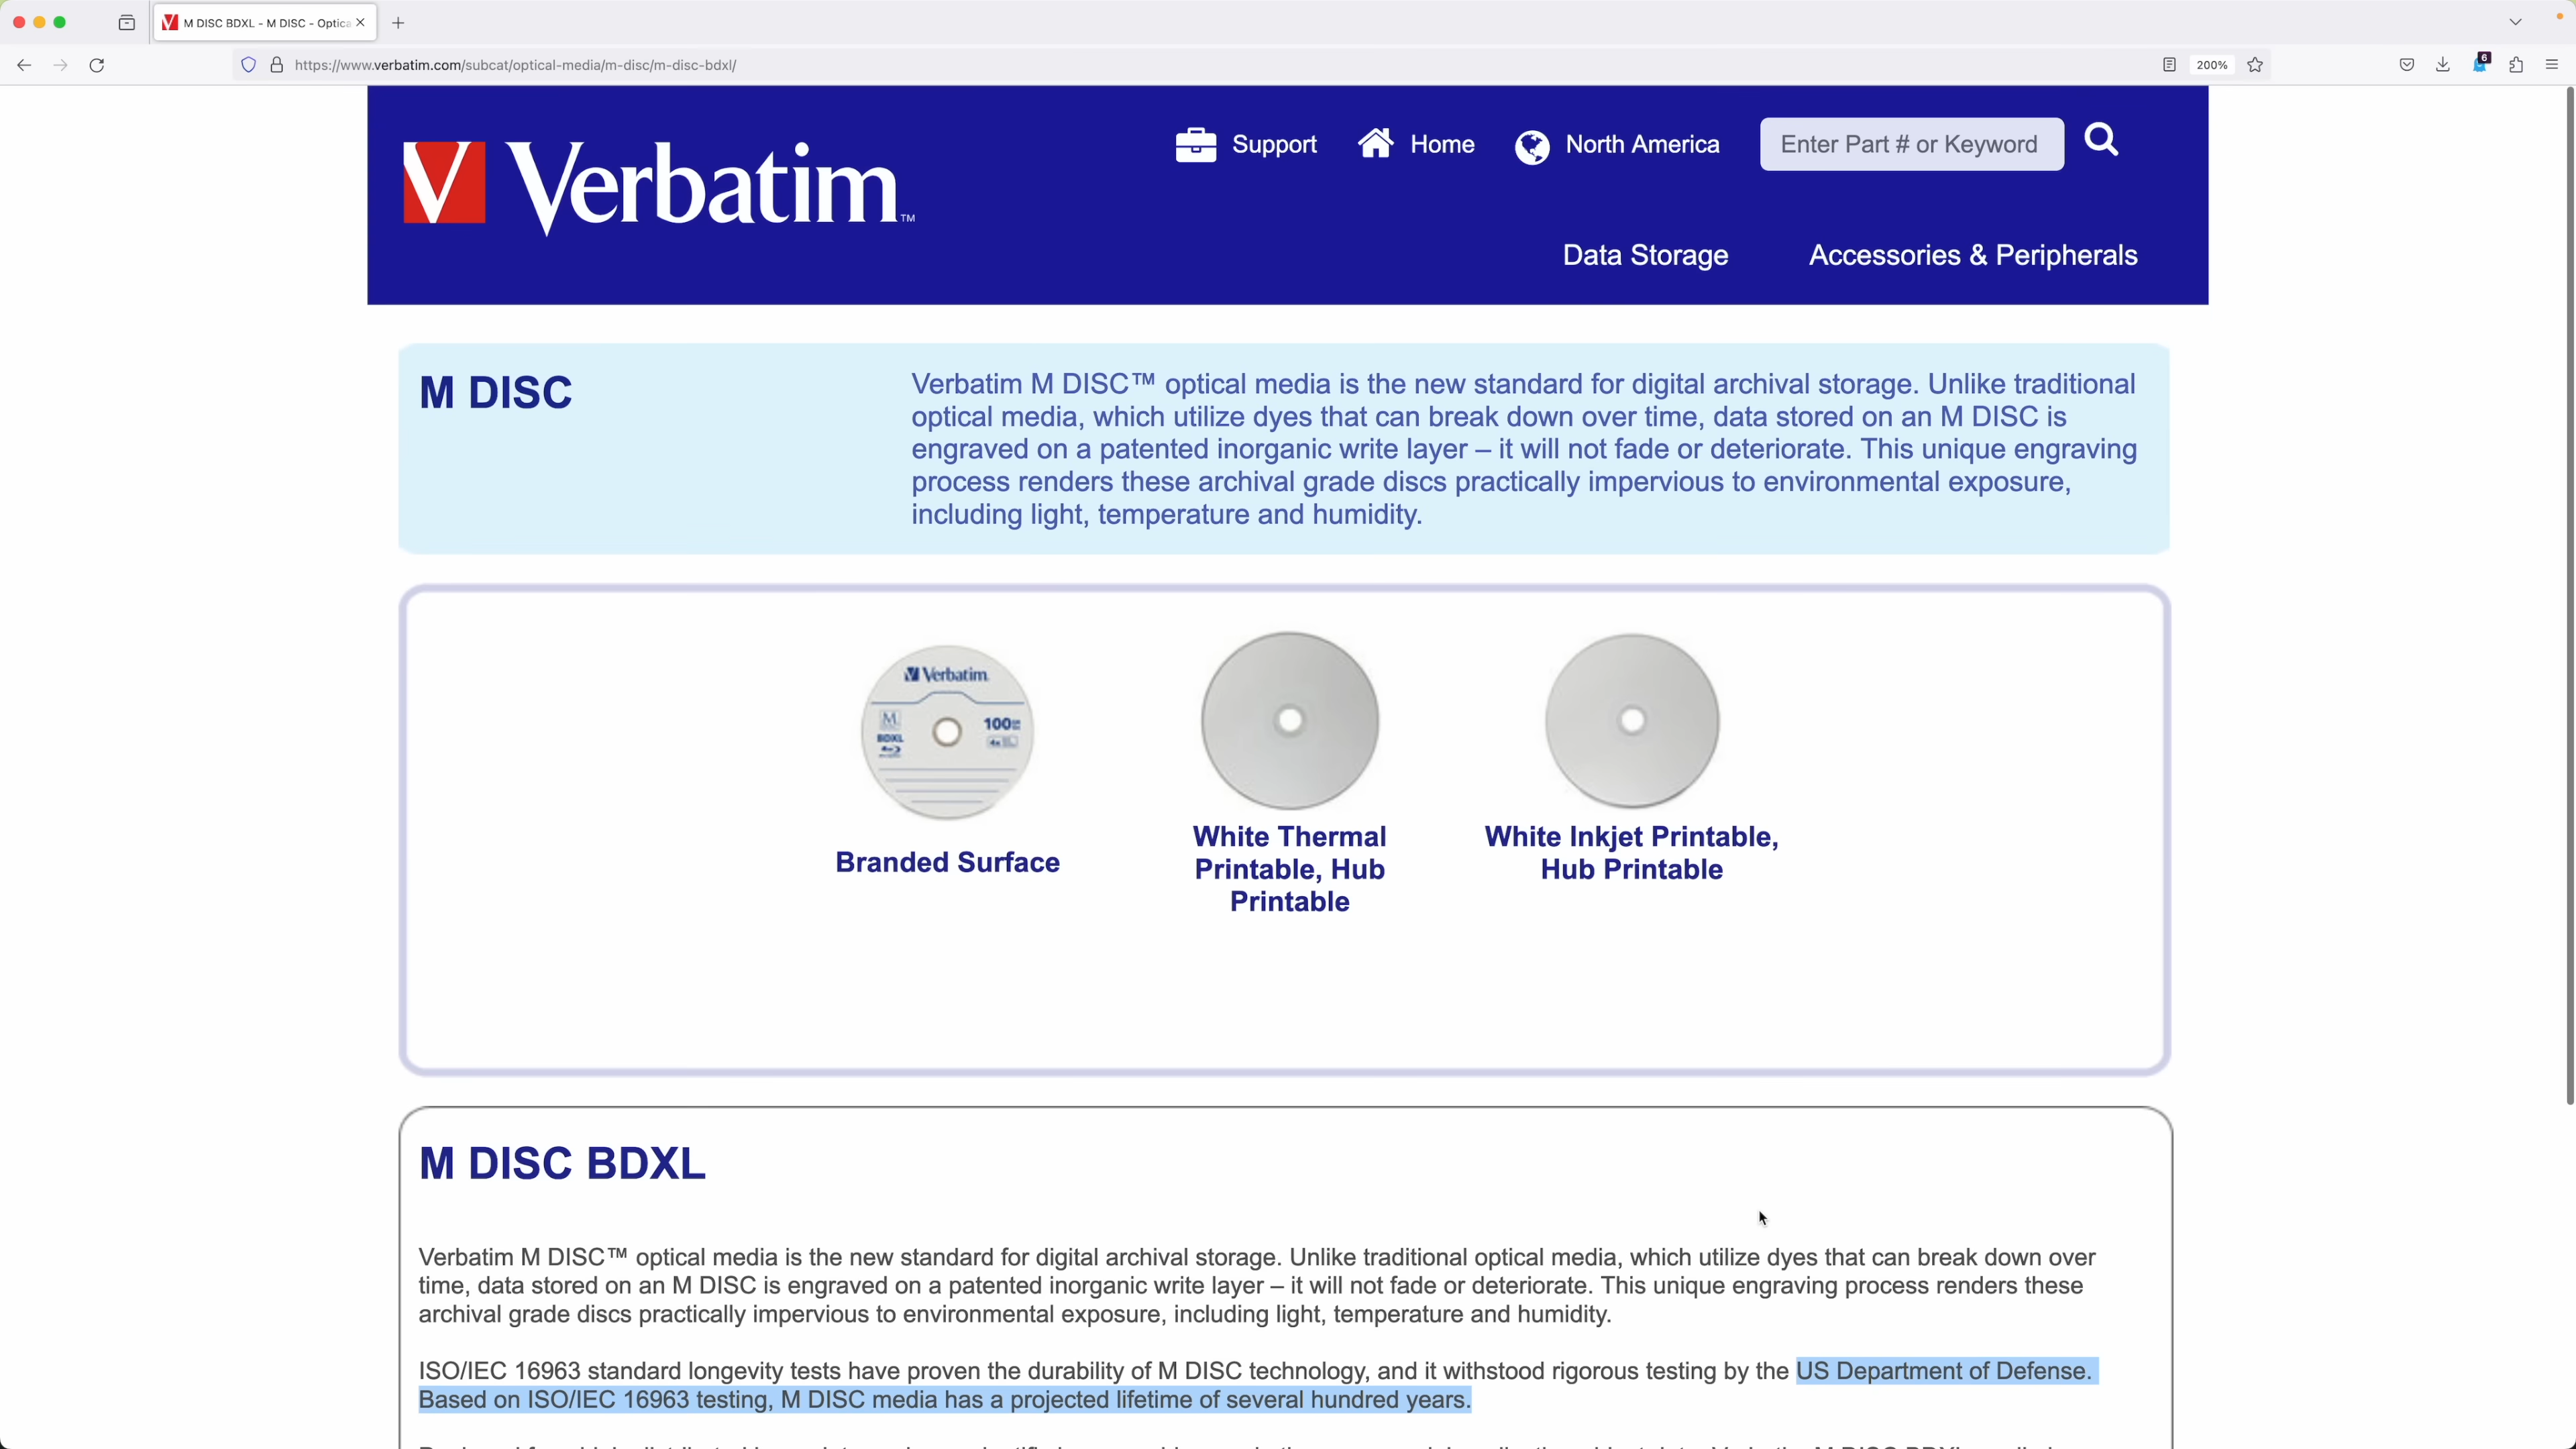 M DISC BDXL - M DISC - Optica
https://www.verbatim.com/subcat/optical-media/m-disc/m-disc-bdxl/
200%
6
Verbatim™
Support
Home
North America
Enter Part # or Keyword
Data Storage
Accessories & Peripherals
M DISC
Verbatim M DISC™ optical media is the new standard for digital archival storage. Unlike traditional
optical media, which utilize dyes that can break down over time, data stored on an M DISC is
engraved on a patented inorganic write layer – it will not fade or deteriorate. This unique engraving
process renders these archival grade discs practically impervious to environmental exposure,
including light, temperature and humidity.
Verbatim
M
BDXL
100
4x
Branded Surface
White Thermal
Printable, Hub
Printable
White Inkjet Printable,
Hub Printable
M DISC BDXL
Verbatim M DISC™ optical media is the new standard for digital archival storage. Unlike traditional optical media, which utilize dyes that can break down over
time, data stored on an M DISC is engraved on a patented inorganic write layer – it will not fade or deteriorate. This unique engraving process renders these
archival grade discs practically impervious to environmental exposure, including light, temperature and humidity.
ISO/IEC 16963 standard longevity tests have proven the durability of M DISC technology, and it withstood rigorous testing by the US Department of Defense.
Based on ISO/IEC 16963 testing, M DISC media has a projected lifetime of several hundred years.